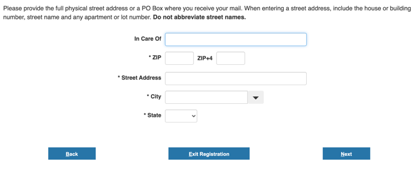 Please provide the full physical street address or a PO Box where you receive your mail. When entering a street address, include the house or building
number, street name and any apartment or lot number. Do not abbreviate street names.
In Care Of
* ZIP ZIP+4
* Street Address
* City
* State
Back Exit Registration Next